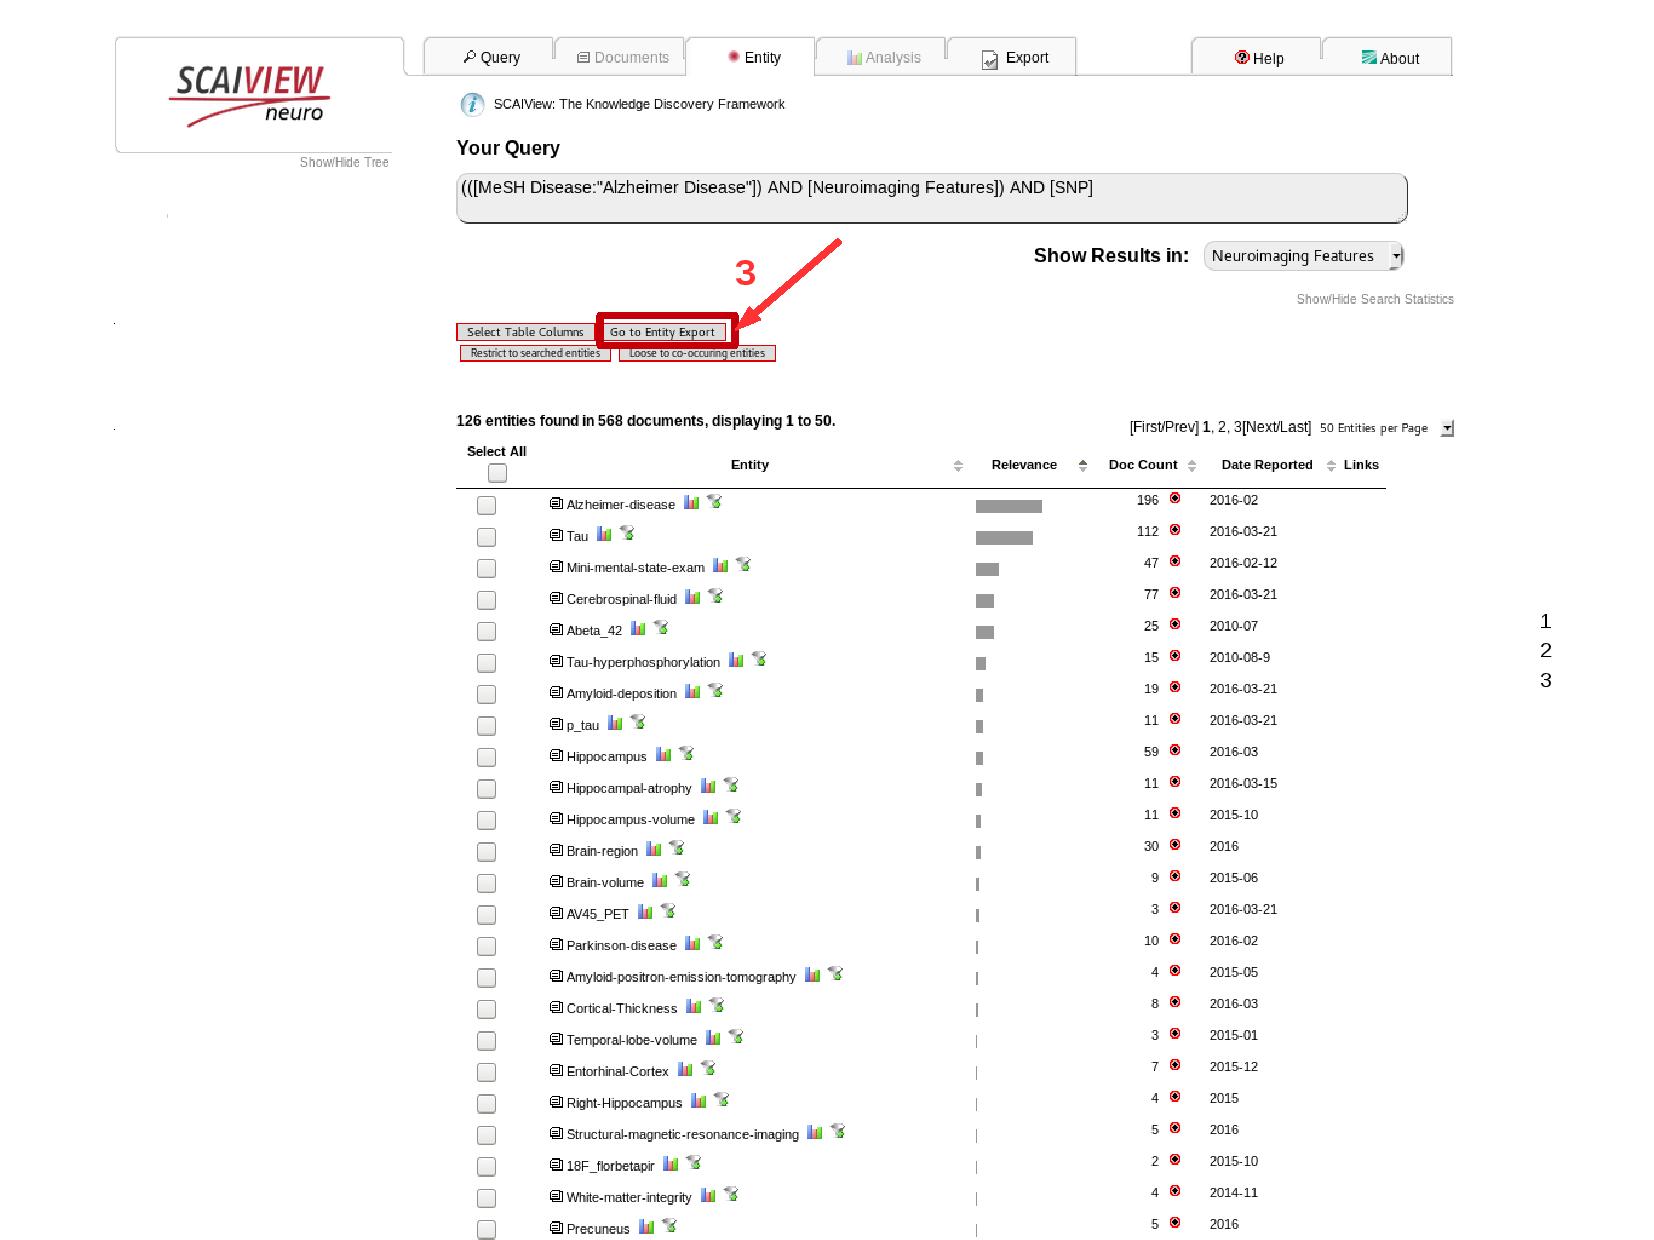 SCAIVIEW
neuro
Show/Hide Tree
Query Documents Entity Analysis Export Help About
SCAIView: The Knowledge Discovery Framework
Your Query
(([MeSH Disease:"Alzheimer Disease"]) AND [Neuroimaging Features]) AND [SNP]
Show Results in: Neuroimaging Features
3
Show/Hide Search Statistics
Select Table Columns Go to Entity Export
Restrict to searched entities Loose to co-occuring entities
126 entities found in 568 documents, displaying 1 to 50.
[First/Prev] 1, 2, 3[Next/Last] 50 Entities per Page
Select All
Entity Relevance Doc Count Date Reported Links
Alzheimer-disease 196 2016-02
Tau 112 2016-03-21
Mini-mental-state-exam 47 2016-02-12
Cerebrospinal-fluid 77 2016-03-21
Abeta_42 25 2010-07
Tau-hyperphosphorylation 15 2010-08-9
Amyloid-deposition 19 2016-03-21
p_tau 11 2016-03-21
Hippocampus 59 2016-03
Hippocampal-atrophy 11 2016-03-15
Hippocampus-volume 11 2015-10
Brain-region 30 2016
Brain-volume 9 2015-06
AV45_PET 3 2016-03-21
Parkinson-disease 10 2016-02
Amyloid-positron-emission-tomography 4 2015-05
Cortical-Thickness 8 2016-03
Temporal-lobe-volume 3 2015-01
Entorhinal-Cortex 7 2015-12
Right-Hippocampus 4 2015
Structural-magnetic-resonance-imaging 5 2016
18F_florbetapir 2 2015-10
White-matter-integrity 4 2014-11
Precuneus 5 2016
1
2
3